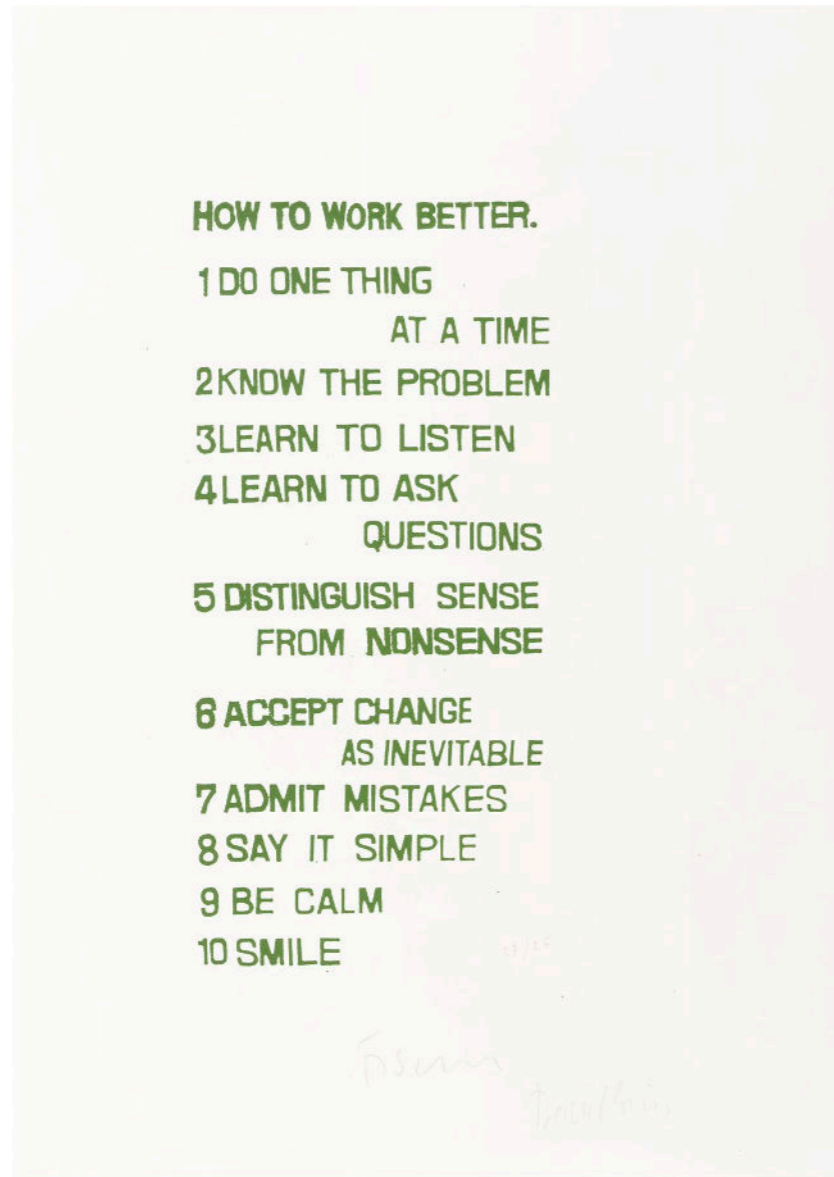 HOW TO WORK BETTER.
1 DO ONE THING
AT A TIME
2 KNOW THE PROBLEM
3 LEARN TO LISTEN
4 LEARN TO ASK
QUESTIONS
5 DISTINGUISH SENSE
FROM NONSENSE
6 ACCEPT CHANGE
AS INEVITABLE
7 ADMIT MISTAKES
8 SAY IT SIMPLE
9 BE CALM
10 SMILE